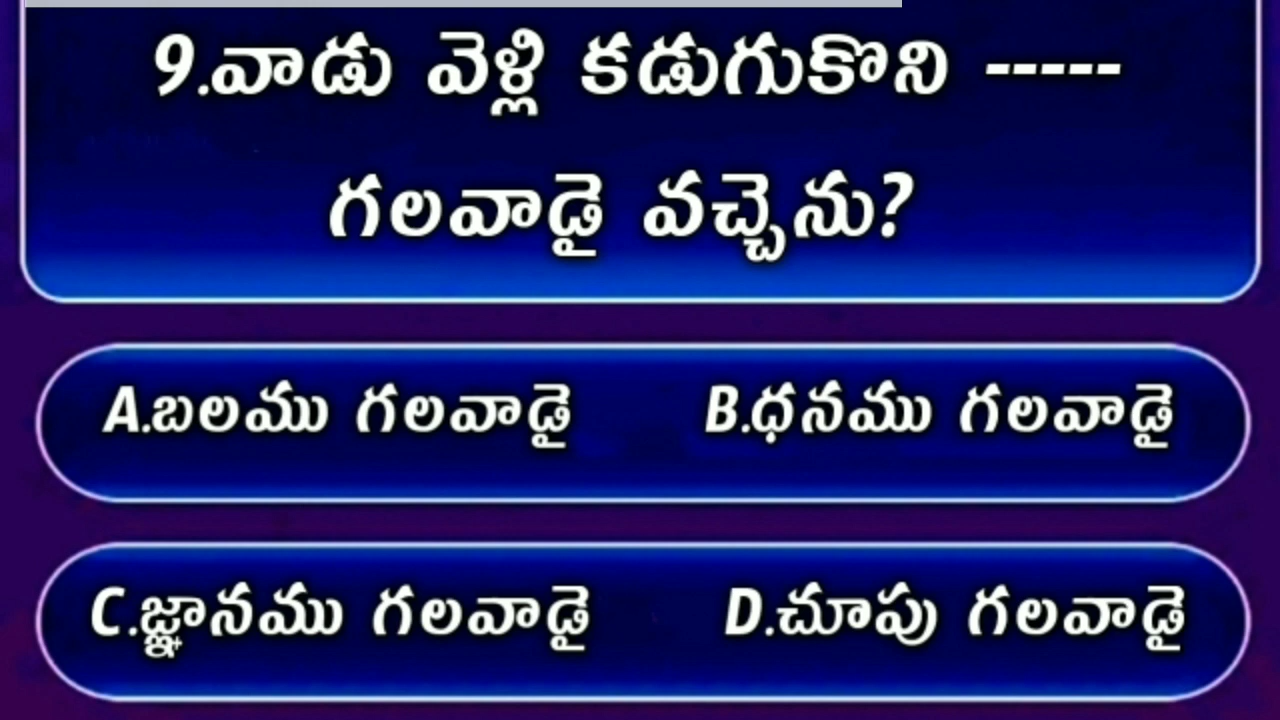 9.వాడు వెళ్లి కడుగుకొని -----
గలవాడై వచ్చెను?
A.బలము గలవాడై B.ధనము గలవాడై
C.జ్ఞానము గలవాడై D.చూపు గలవాడై